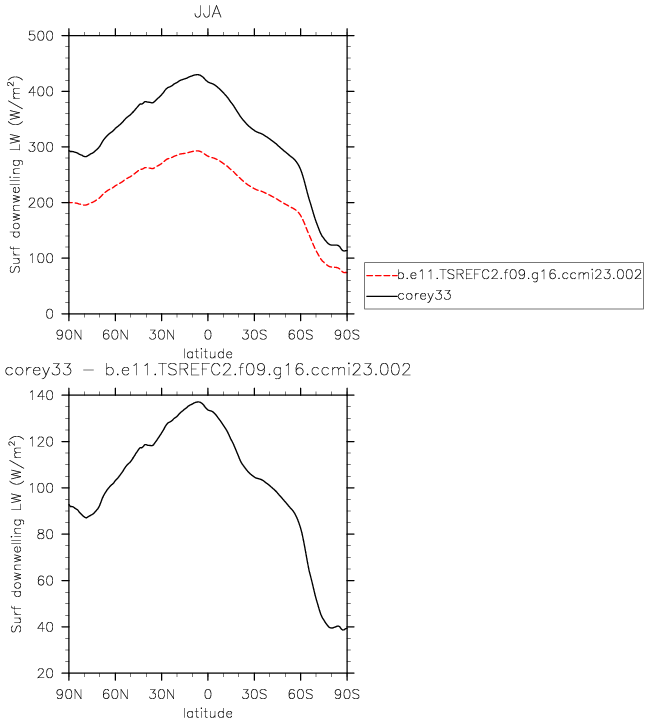 JJA
Surf downwelling LW (W/m²)
500
400
300
200
100
0
90N 60N 30N 0 30S 60S 90S
latitude
b.e11.TSREFC2.f09.g16.ccmi23.002
corey33
corey33 − b.e11.TSREFC2.f09.g16.ccmi23.002
Surf downwelling LW (W/m²)
140
120
100
80
60
40
20
90N 60N 30N 0 30S 60S 90S
latitude